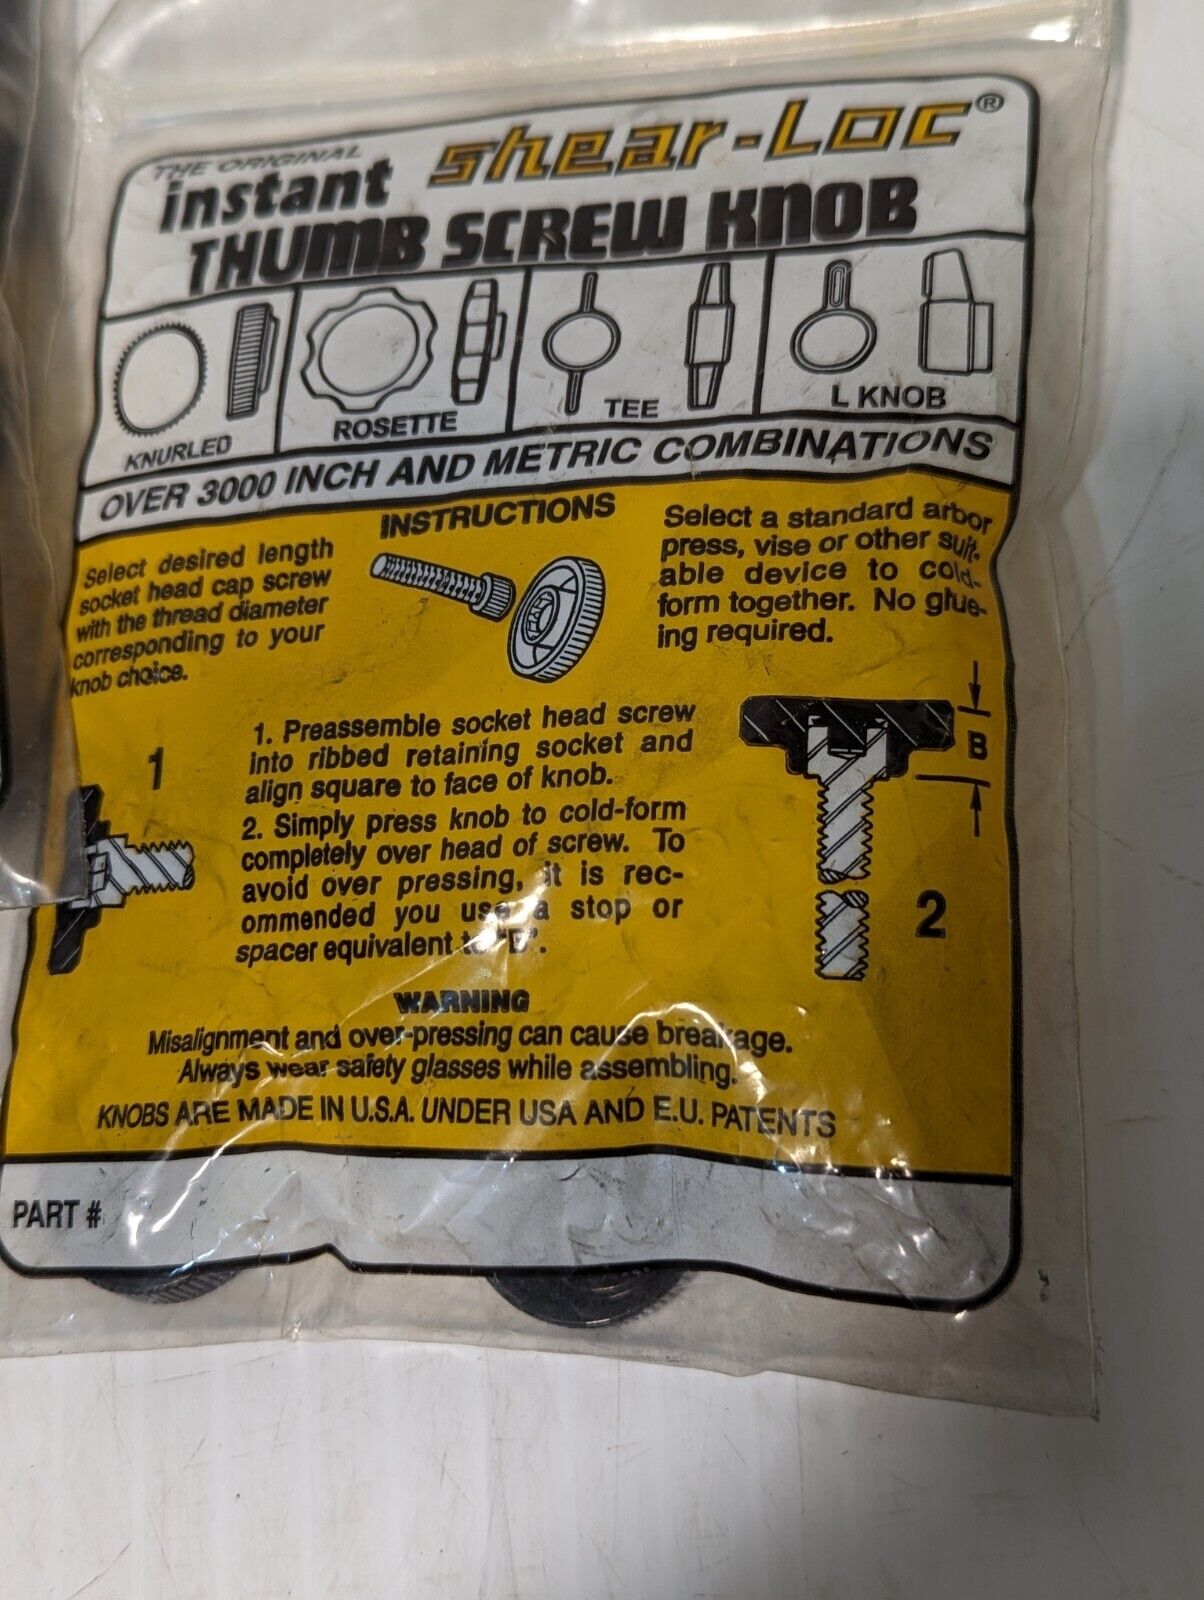 THE ORIGINAL
instant shear-Loc®
THUMB SCREW KNOB
KNURLED
ROSETTE
TEE
L KNOB
OVER 3000 INCH AND METRIC COMBINATIONS
INSTRUCTIONS
Select desired length
socket head cap screw
with the thread diameter
corresponding to your
knob choice.
Select a standard arbor
press, vise or other suit-
able device to cold-
form together. No glue-
ing required.
1
1. Preassemble socket head screw
into ribbed retaining socket and
align square to face of knob.
2. Simply press knob to cold-form
completely over head of screw. To
avoid over pressing, it is rec-
ommended you use a stop or
spacer equivalent to "B".
B
2
WARNING
Misalignment and over-pressing can cause breakage.
Always wear safety glasses while assembling.
KNOBS ARE MADE IN U.S.A. UNDER USA AND E.U. PATENTS
PART #